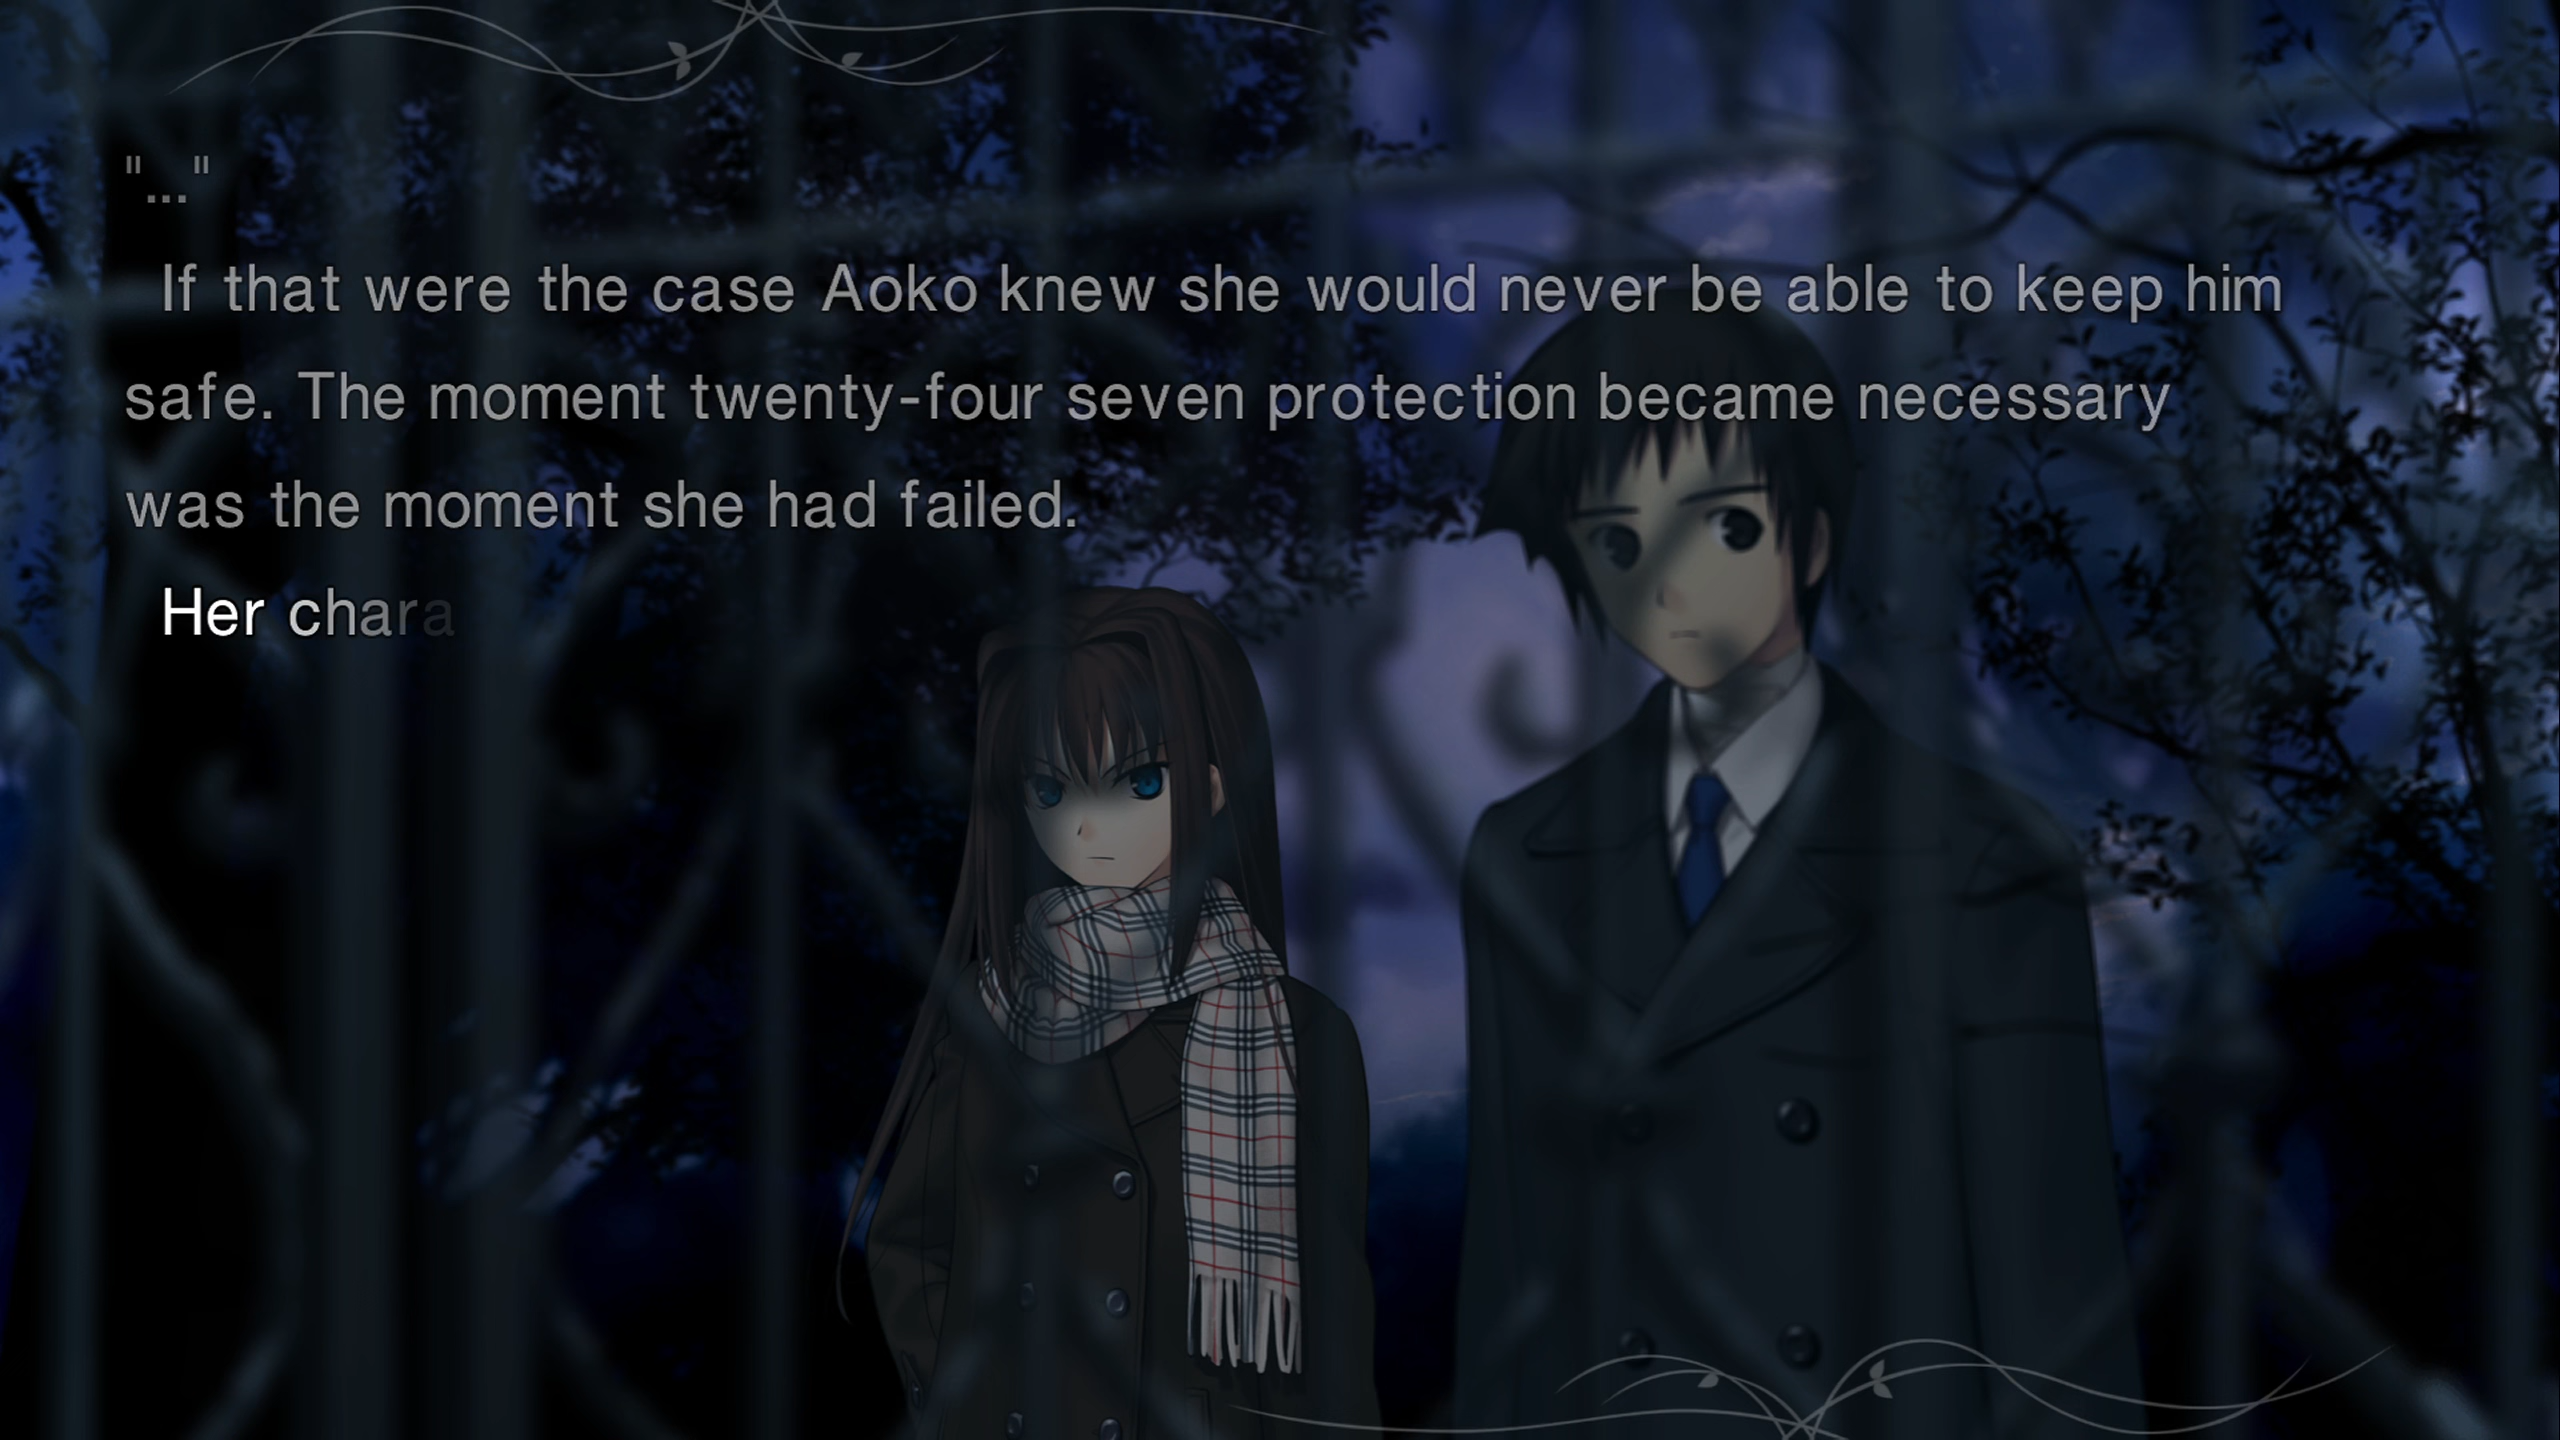 "..."
If that were the case Aoko knew she would never be able to keep him
safe. The moment twenty-four seven protection became necessary
was the moment she had failed.
Her chara